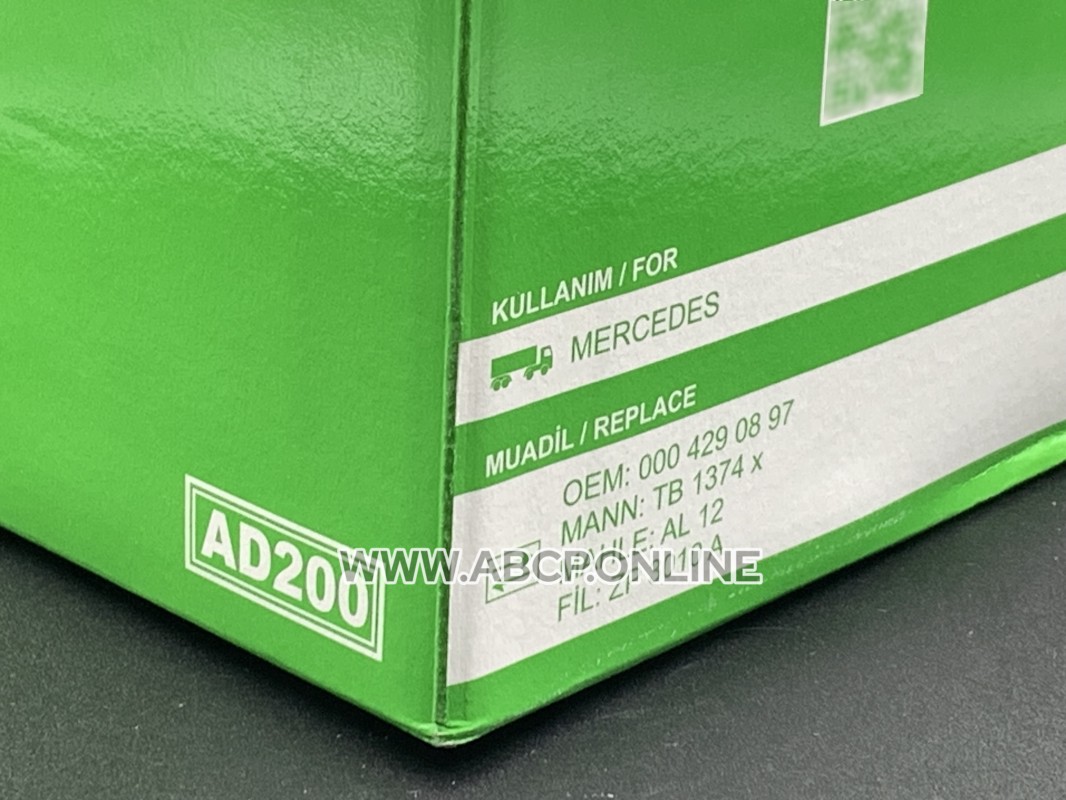 KULLANIM / FOR
MERCEDES
MUADİL / REPLACE
OEM: 000 429 08 97
MANN: TB 1374 x
MAHLE: AL 12
FİL:
AD200
WWW.ABCP.ONLINE